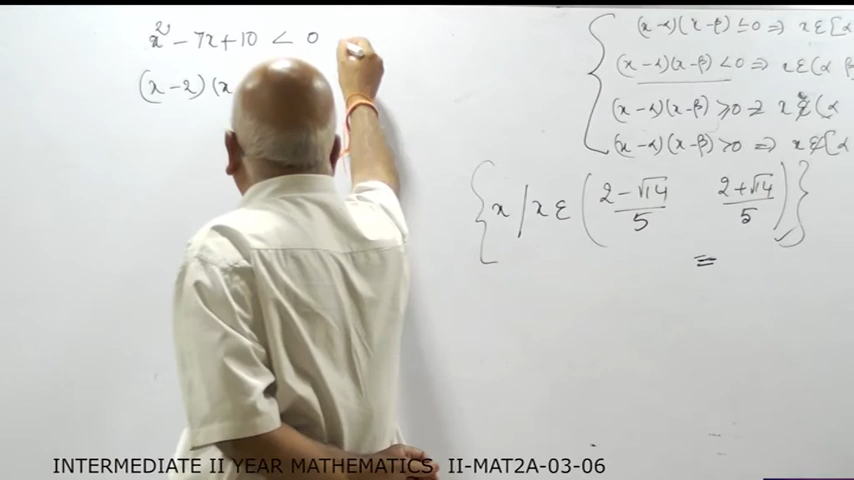 x² - 7x + 10 < 0
(x - 2) (x
(x-α)(x-β) ≤ 0 ⇒ x ε [α
(x-α)(x-β) < 0 ⇒ x ε (α β
(x-α)(x-β) ≥ 0 ⇒ x ∉ (α
(x-α)(x-β) > 0 ⇒ x ∉ [α
{ x / x ε ( (2-√14)/5 (2+√14)/5 ) }
=
INTERMEDIATE II YEAR MATHEMATICS II-MAT2A-03-06